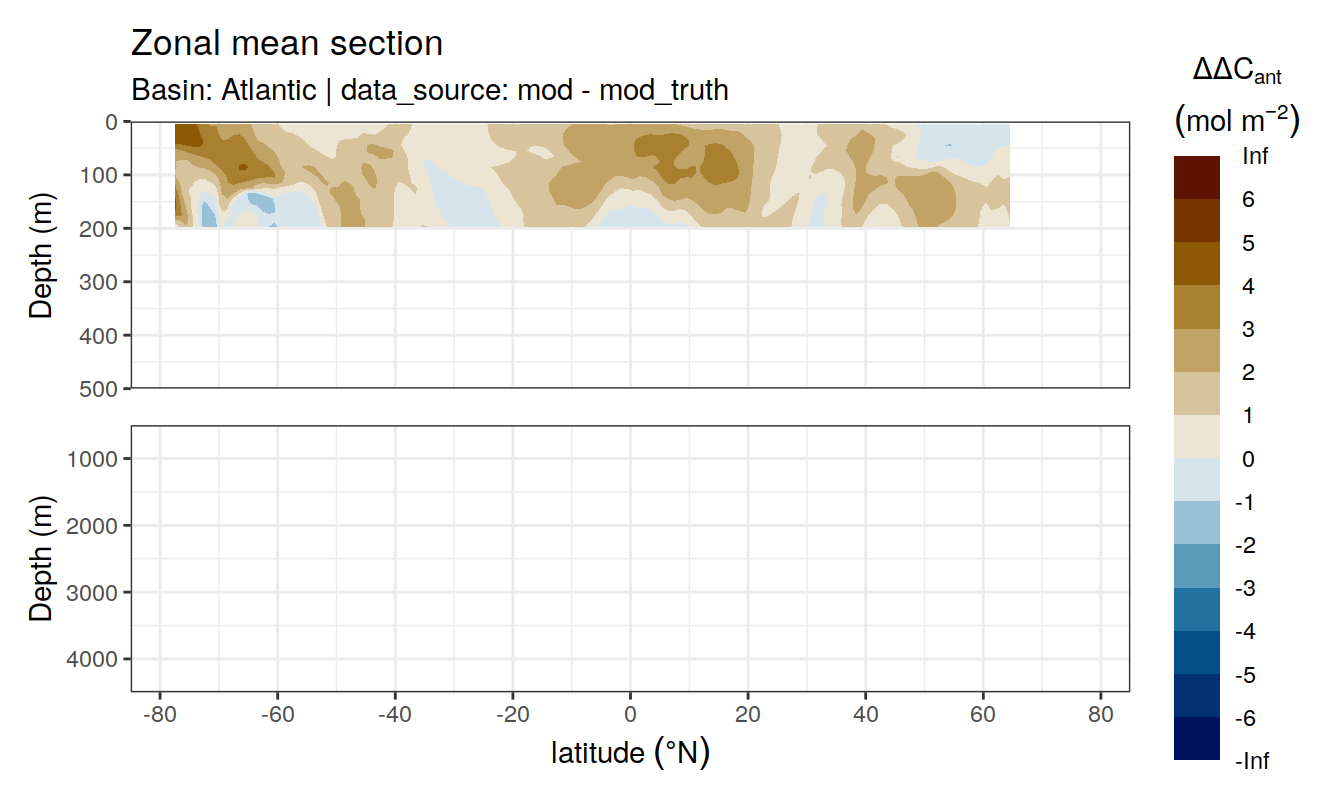 Zonal mean section
Basin: Atlantic | data_source: mod - mod_truth
ΔΔCant
(mol m−2)
Inf
6
5
4
3
2
1
0
-1
-2
-3
-4
-5
-6
-Inf
Depth (m)
0
100
200
300
400
500
Depth (m)
1000
2000
3000
4000
-80 -60 -40 -20 0 20 40 60 80
latitude (°N)